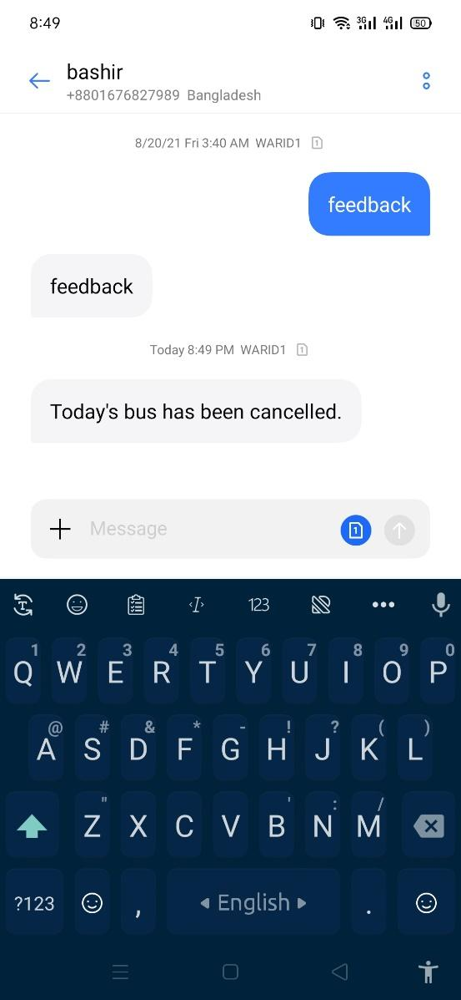 8:49
3G 4G 50
bashir
+8801676827989 Bangladesh
8/20/21 Fri 3:40 AM WARID1 1
feedback
feedback
Today 8:49 PM WARID1 1
Today's bus has been cancelled.
Message 1
T I 123
1 2 3 4 5 6 7 8 9 0
Q W E R T Y U I O P
@ # & * - ! ? ( )
A S D F G H J K L
" ' : /
Z X C V B N M
?123 , English .